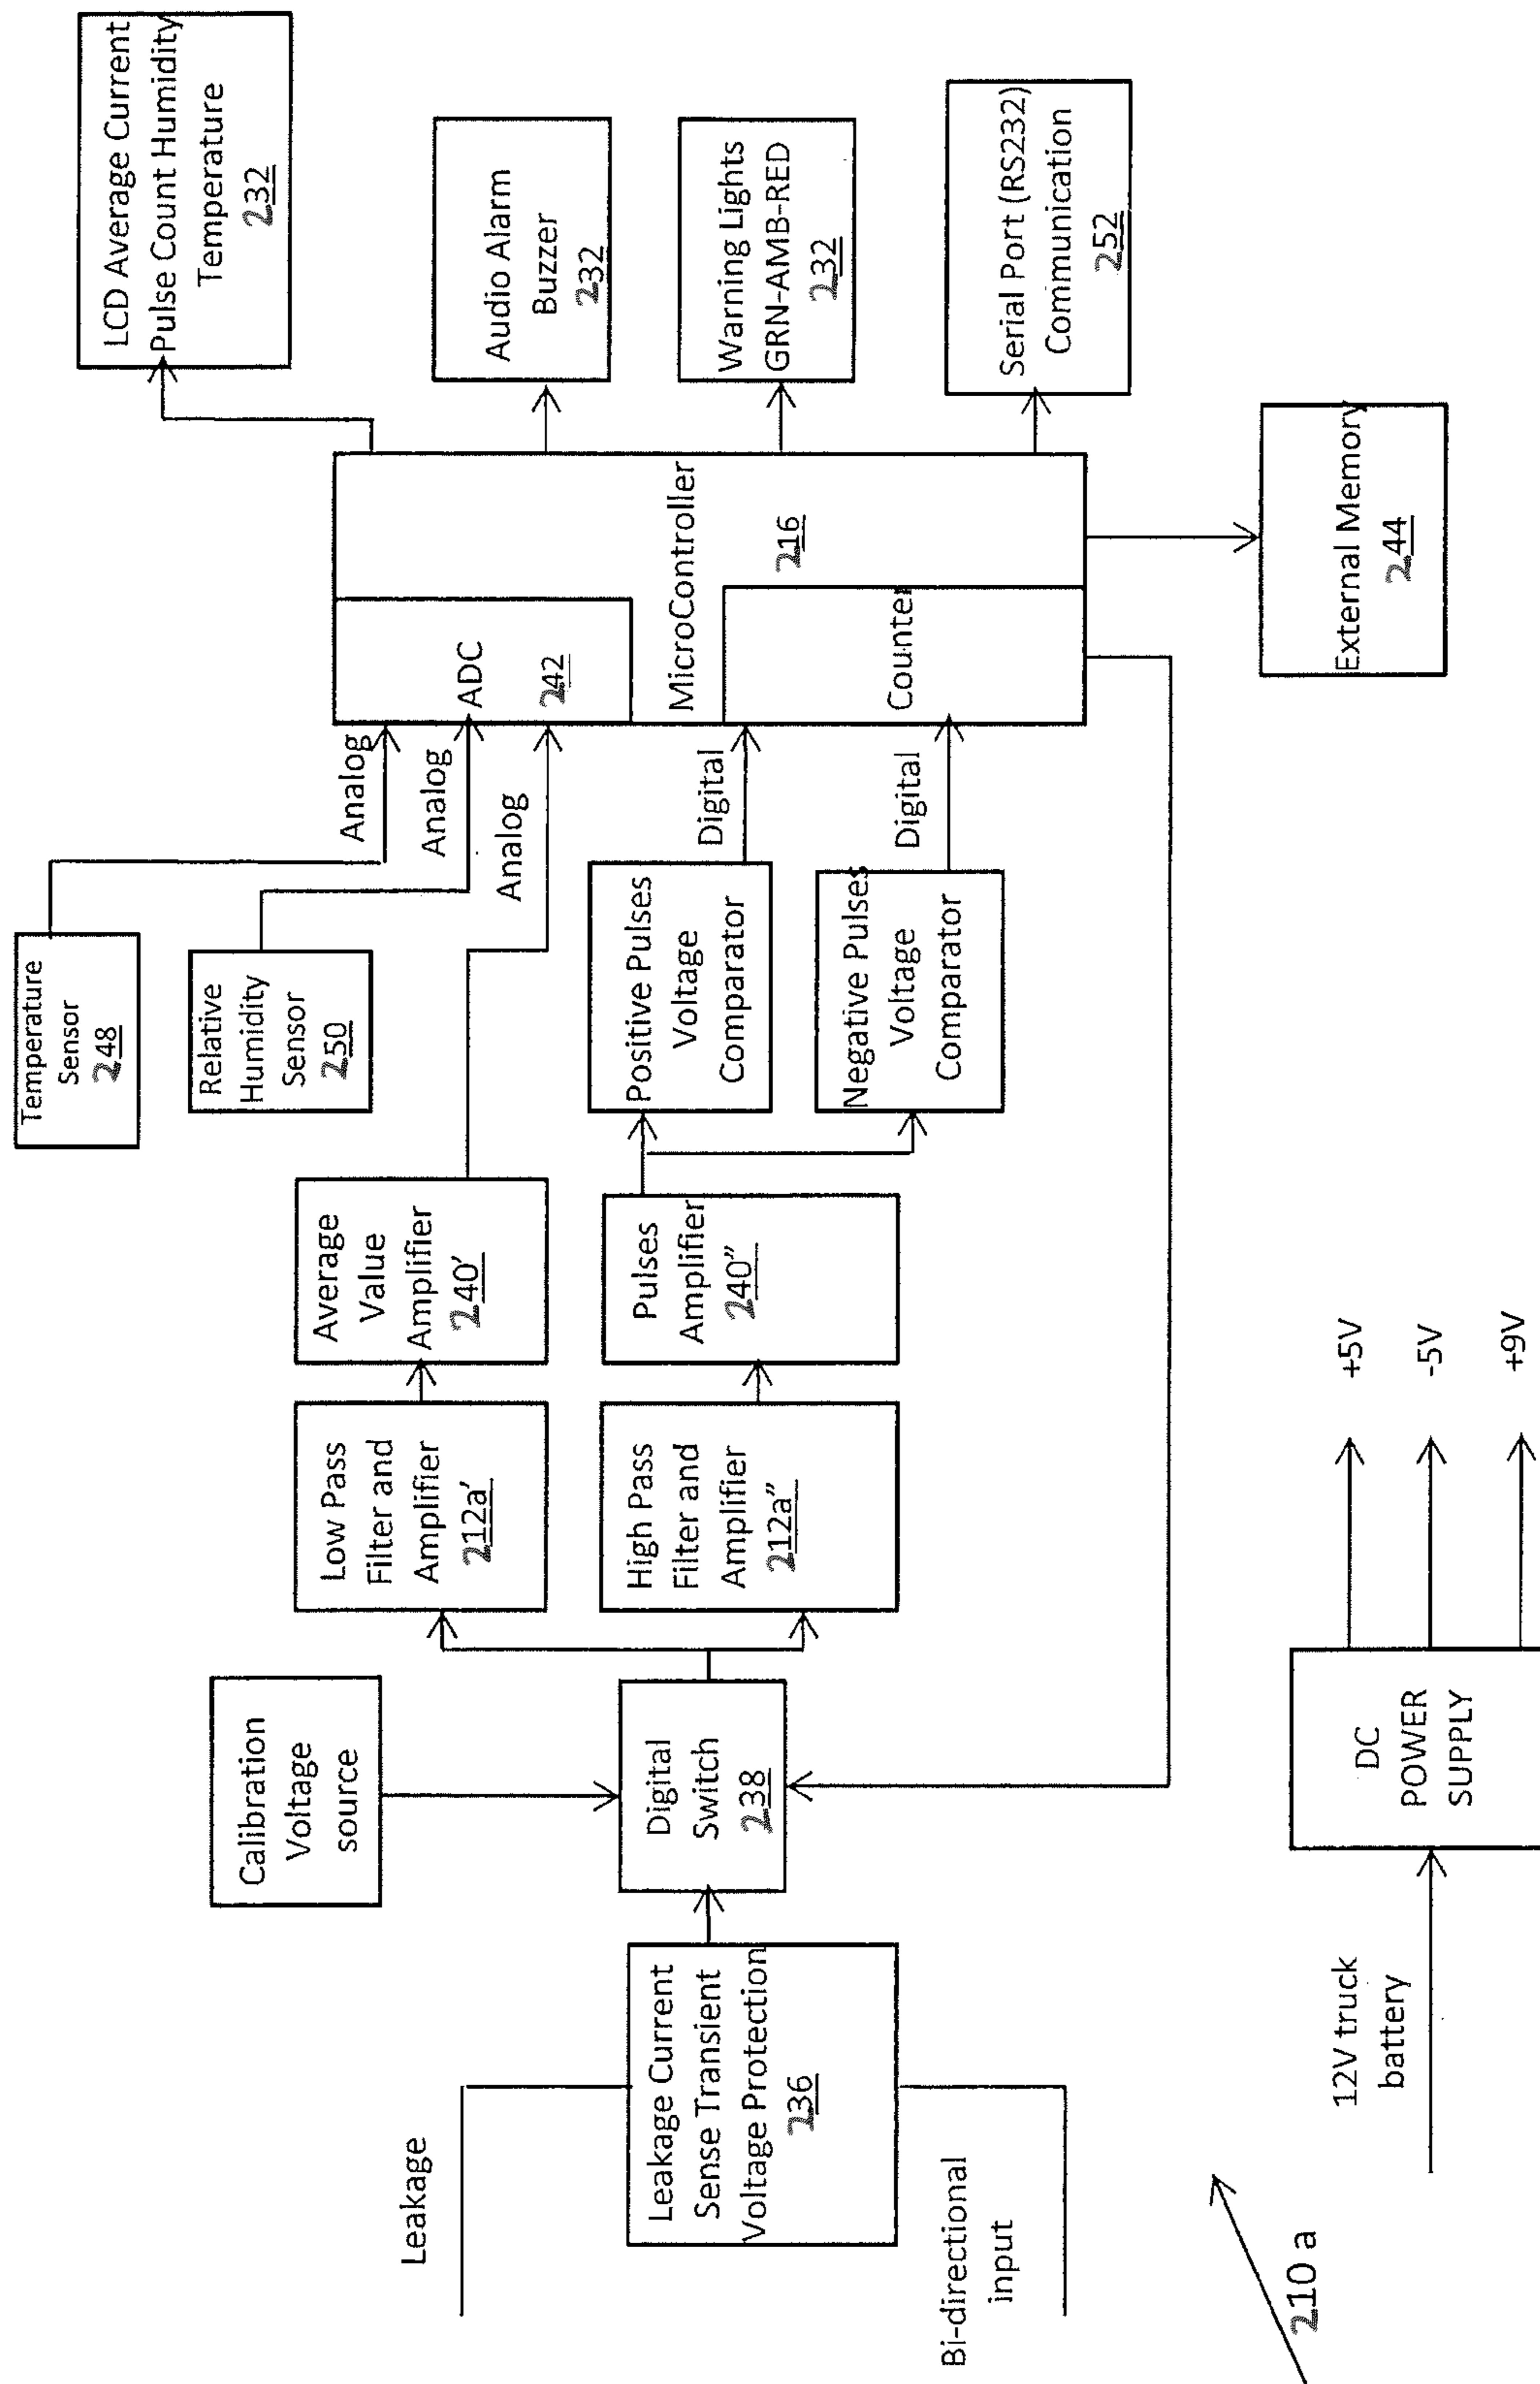 Leakage
Bi-directional
input
Leakage Current
Sense Transient
Voltage Protection
236
Calibration
Voltage
source
Digital
Switch
238
Low Pass
Filter and
Amplifier
212a'
High Pass
Filter and
Amplifier
212a"
Average
Value
Amplifier
240'
Pulses
Amplifier
240"
Temperature
Sensor
248
Relative
Humidity
Sensor
250
Positive Pulses
Voltage
Comparator
Negative Pulses
Voltage
Comparator
Analog
Analog
Analog
Digital
Digital
ADC
242
MicroController
216
Counter
LCD Average Current
Pulse Count Humidity
Temperature
232
Audio Alarm
Buzzer
232
Warning Lights
GRN-AMB-RED
232
Serial Port (RS232)
Communication
252
External Memory
244
210 a
12V truck
battery
DC
POWER
SUPPLY
+5V
-5V
+9V